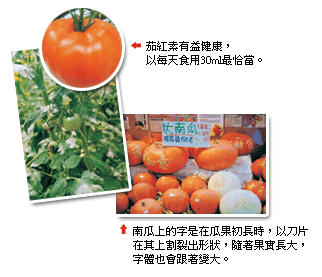 茄紅素有益健康，
以每天食用30ml最恰當。
大南瓜
南瓜上的字是在瓜果初長時，以刀片
在其上割裂出形狀，隨著果實長大，
字體也會跟著變大。